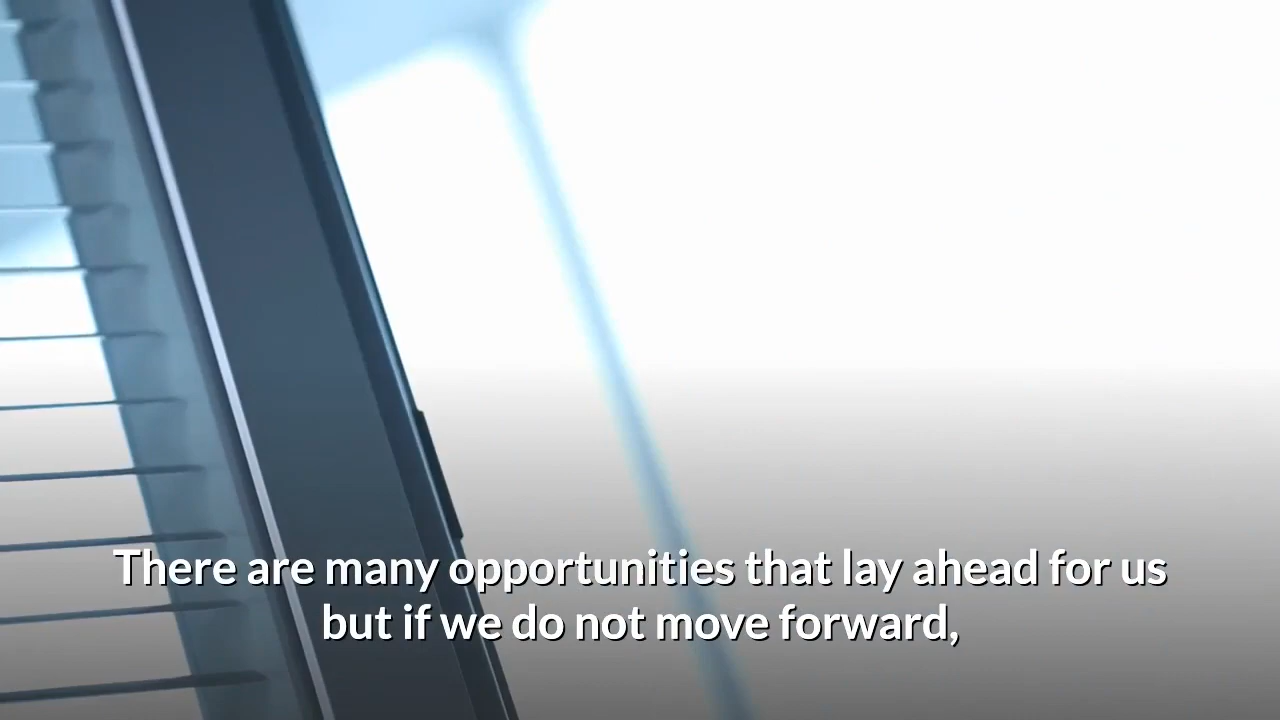 There are many opportunities that lay ahead for us
but if we do not move forward,